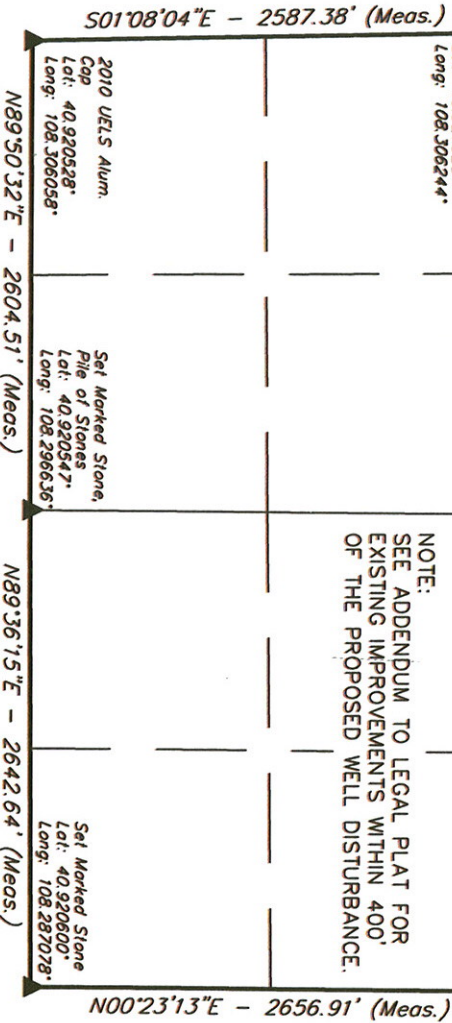 S01°08'04"E - 2587.38' (Meas.)
Long: 108.306244°
2010 UELS Alum.
Cap
Lat: 40.920528°
Long: 108.306058°
N89°50'32"E - 2604.51' (Meas.)
Set Marked Stone,
Pile of Stones
Lat: 40.920547°
Long: 108.296636°
NOTE:
SEE ADDENDUM TO LEGAL PLAT FOR
EXISTING IMPROVEMENTS WITHIN 400'
OF THE PROPOSED WELL DISTURBANCE.
N89°36'15"E - 2642.64' (Meas.)
Set Marked Stone
Lat: 40.920600°
Long: 108.287078°
N00°23'13"E - 2656.91' (Meas.)